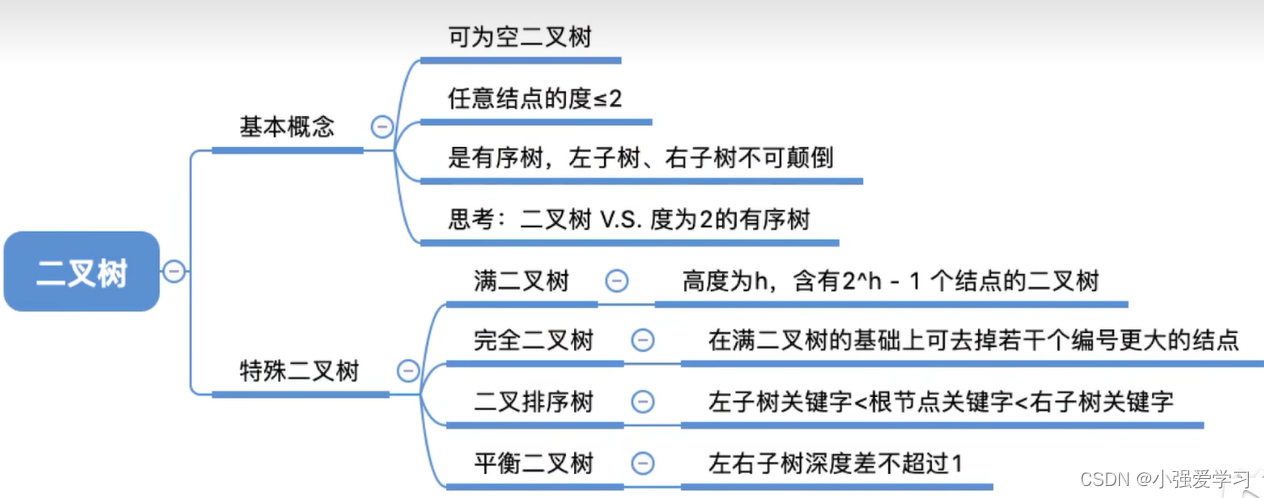 二叉树
基本概念
可为空二叉树
任意结点的度≤2
是有序树，左子树、右子树不可颠倒
思考：二叉树 V.S. 度为2的有序树
特殊二叉树
满二叉树
高度为h，含有2^h - 1 个结点的二叉树
完全二叉树
在满二叉树的基础上可去掉若干个编号更大的结点
二叉排序树
左子树关键字<根节点关键字<右子树关键字
平衡二叉树
左右子树深度差不超过1
CSDN @小强爱学习